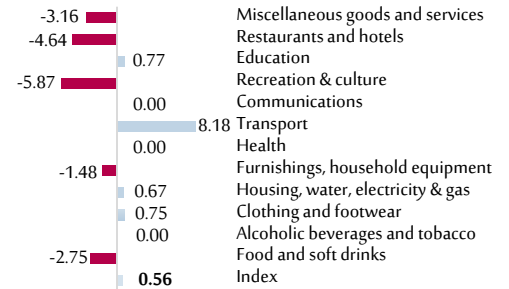 -3.16 Miscellaneous goods and services
-4.64 Restaurants and hotels
0.77 Education
-5.87 Recreation & culture
0.00 Communications
8.18 Transport
0.00 Health
-1.48 Furnishings, household equipment
0.67 Housing, water, electricity & gas
0.75 Clothing and footwear
0.00 Alcoholic beverages and tobacco
-2.75 Food and soft drinks
0.56 Index